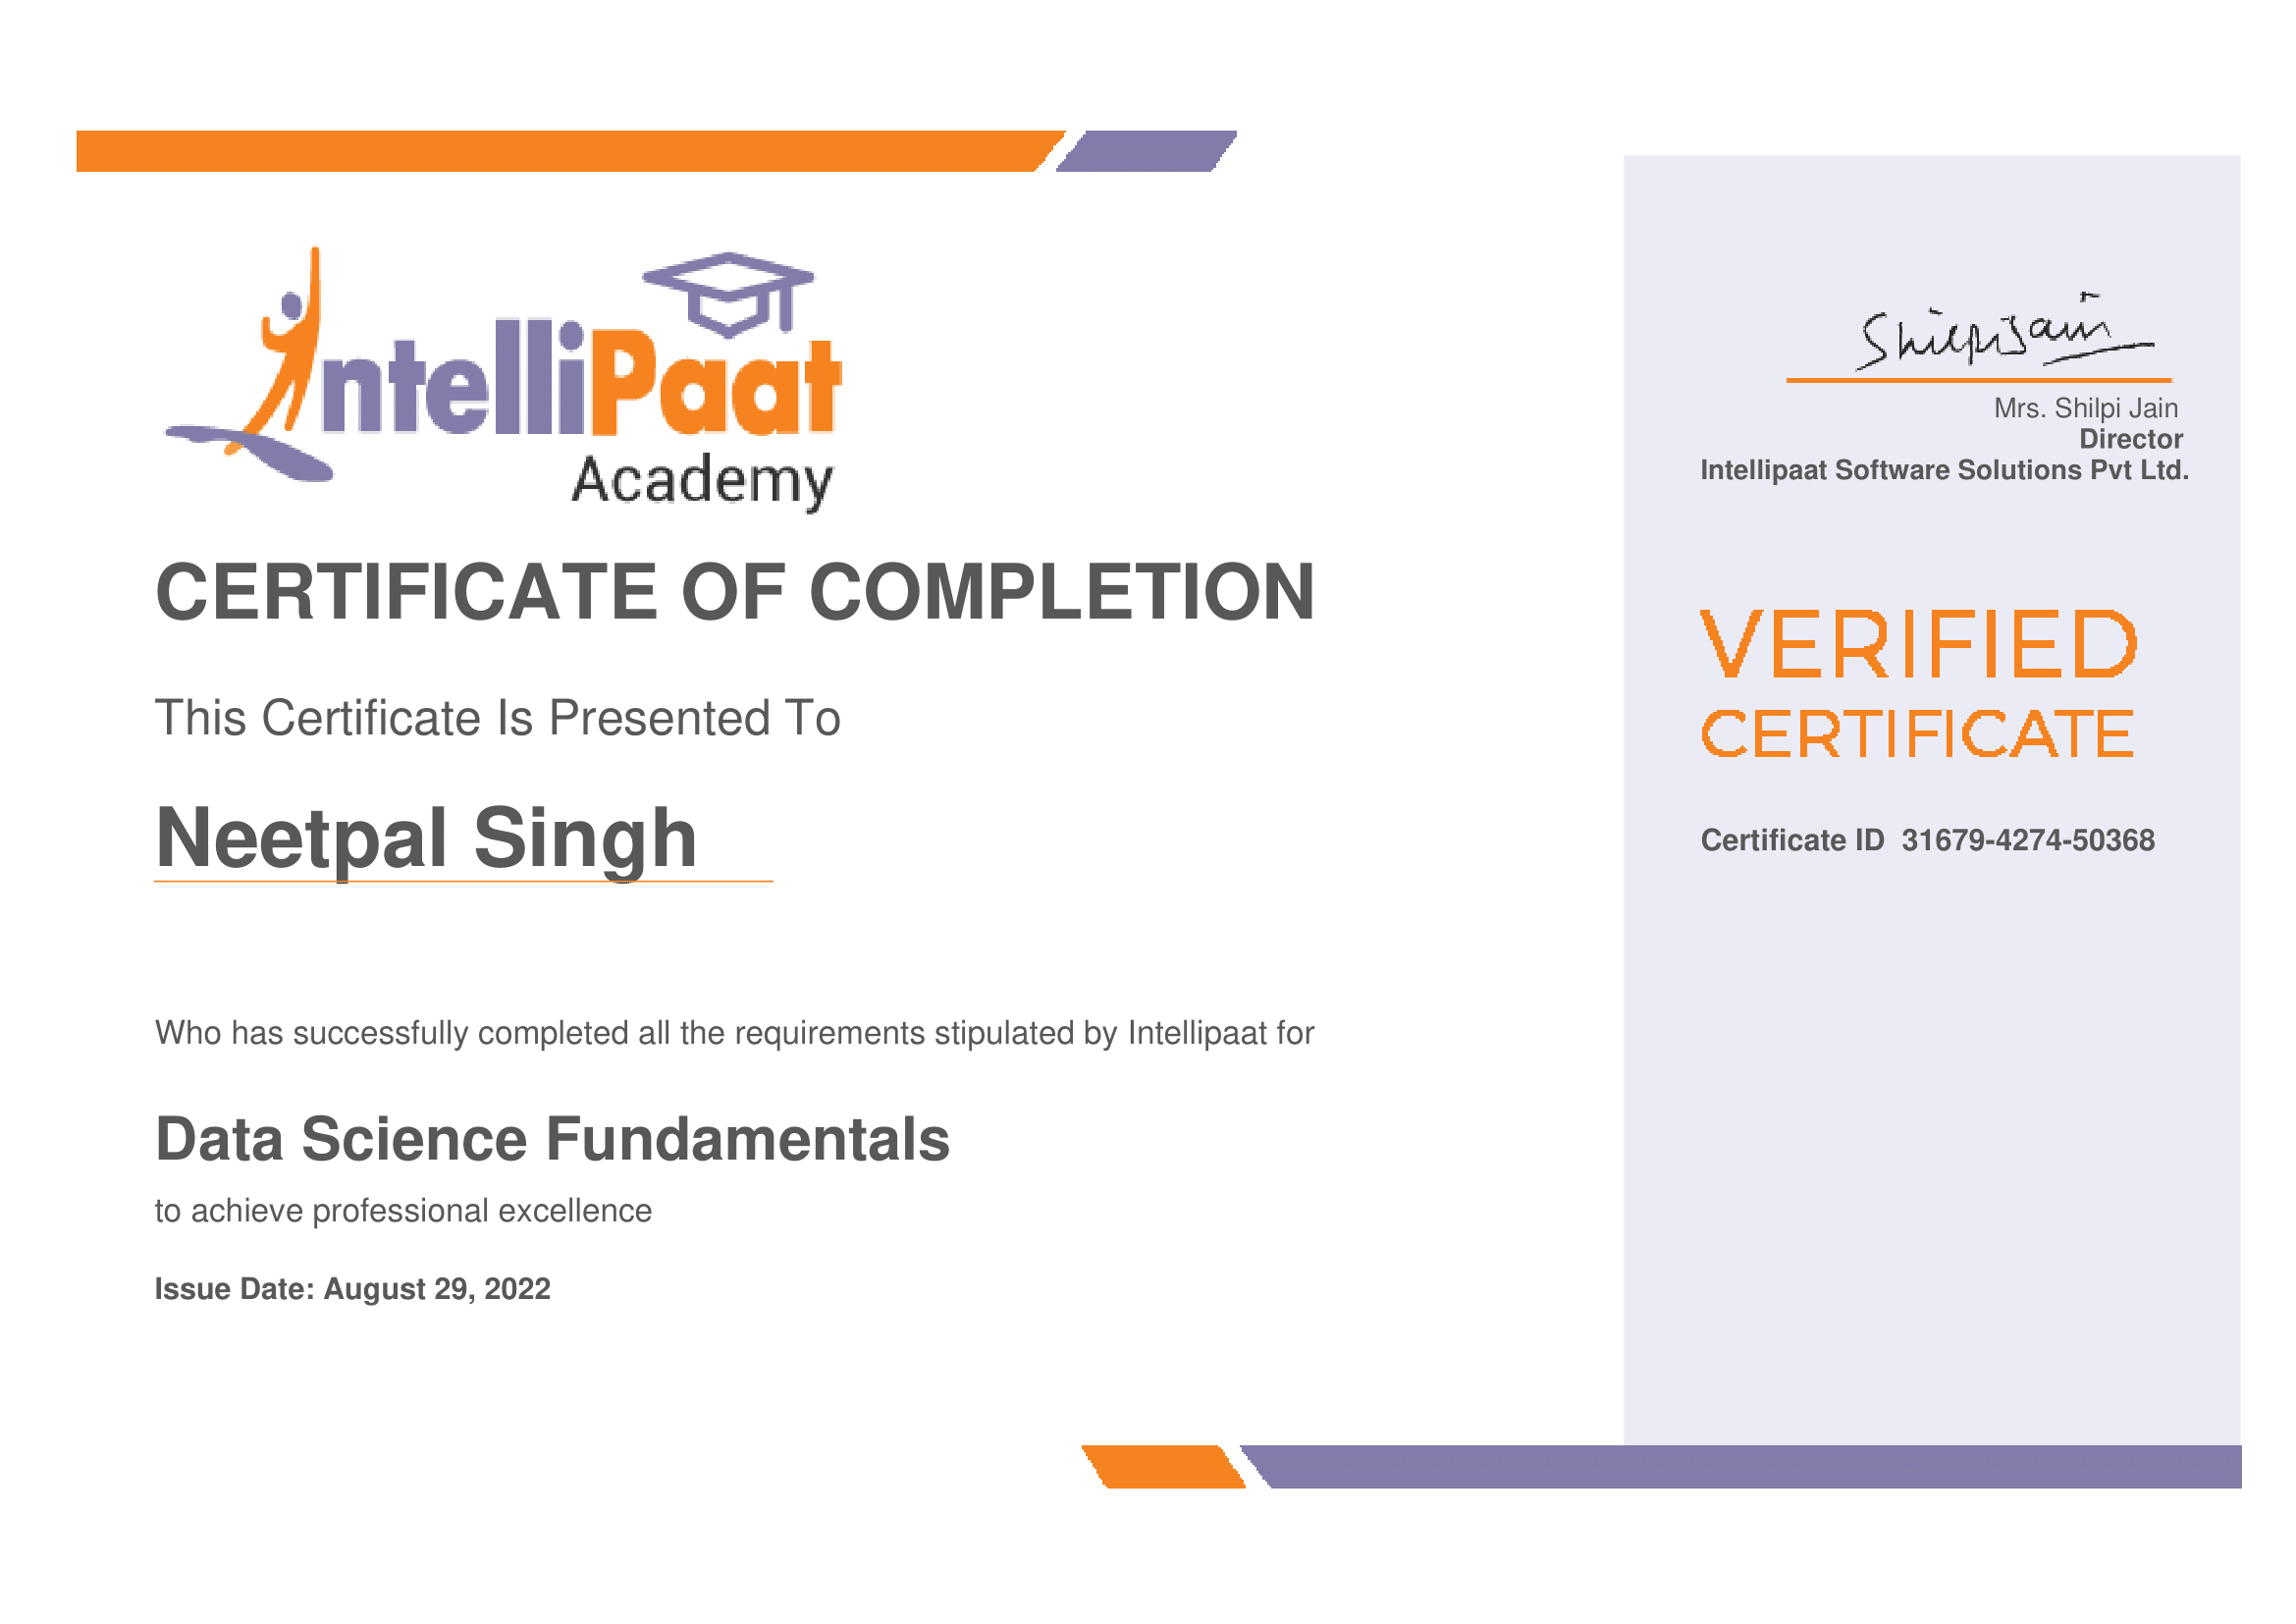 IntelliPaat
Academy
CERTIFICATE OF COMPLETION
This Certificate Is Presented To
Neetpal Singh
Who has successfully completed all the requirements stipulated by Intellipaat for
Data Science Fundamentals
to achieve professional excellence
Issue Date: August 29, 2022
Shilpi Jain
Mrs. Shilpi Jain
Director
Intellipaat Software Solutions Pvt Ltd.
VERIFIED
CERTIFICATE
Certificate ID 31679-4274-50368